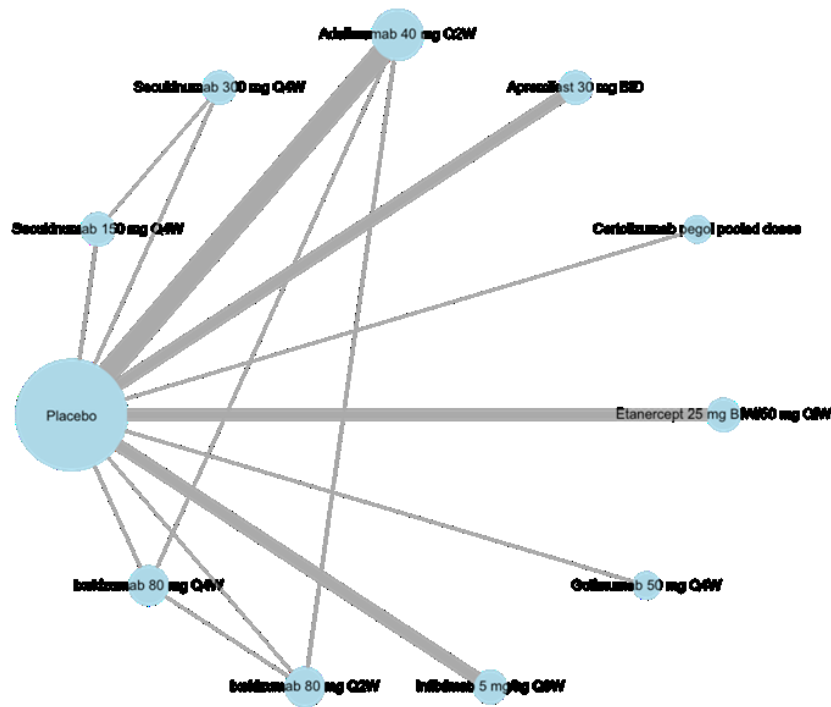 Adalimumab 40 mg Q2W
Secukinumab 300 mg Q4W
Apremilast 30 mg BID
Secukinumab 150 mg Q4W
Certolizumab pegol pooled doses
Placebo
Etanercept 25 mg BIW/50 mg QW
Ixekizumab 80 mg Q4W
Golimumab 50 mg Q4W
Ixekizumab 80 mg Q2W
Infliximab 5 mg/kg Q8W